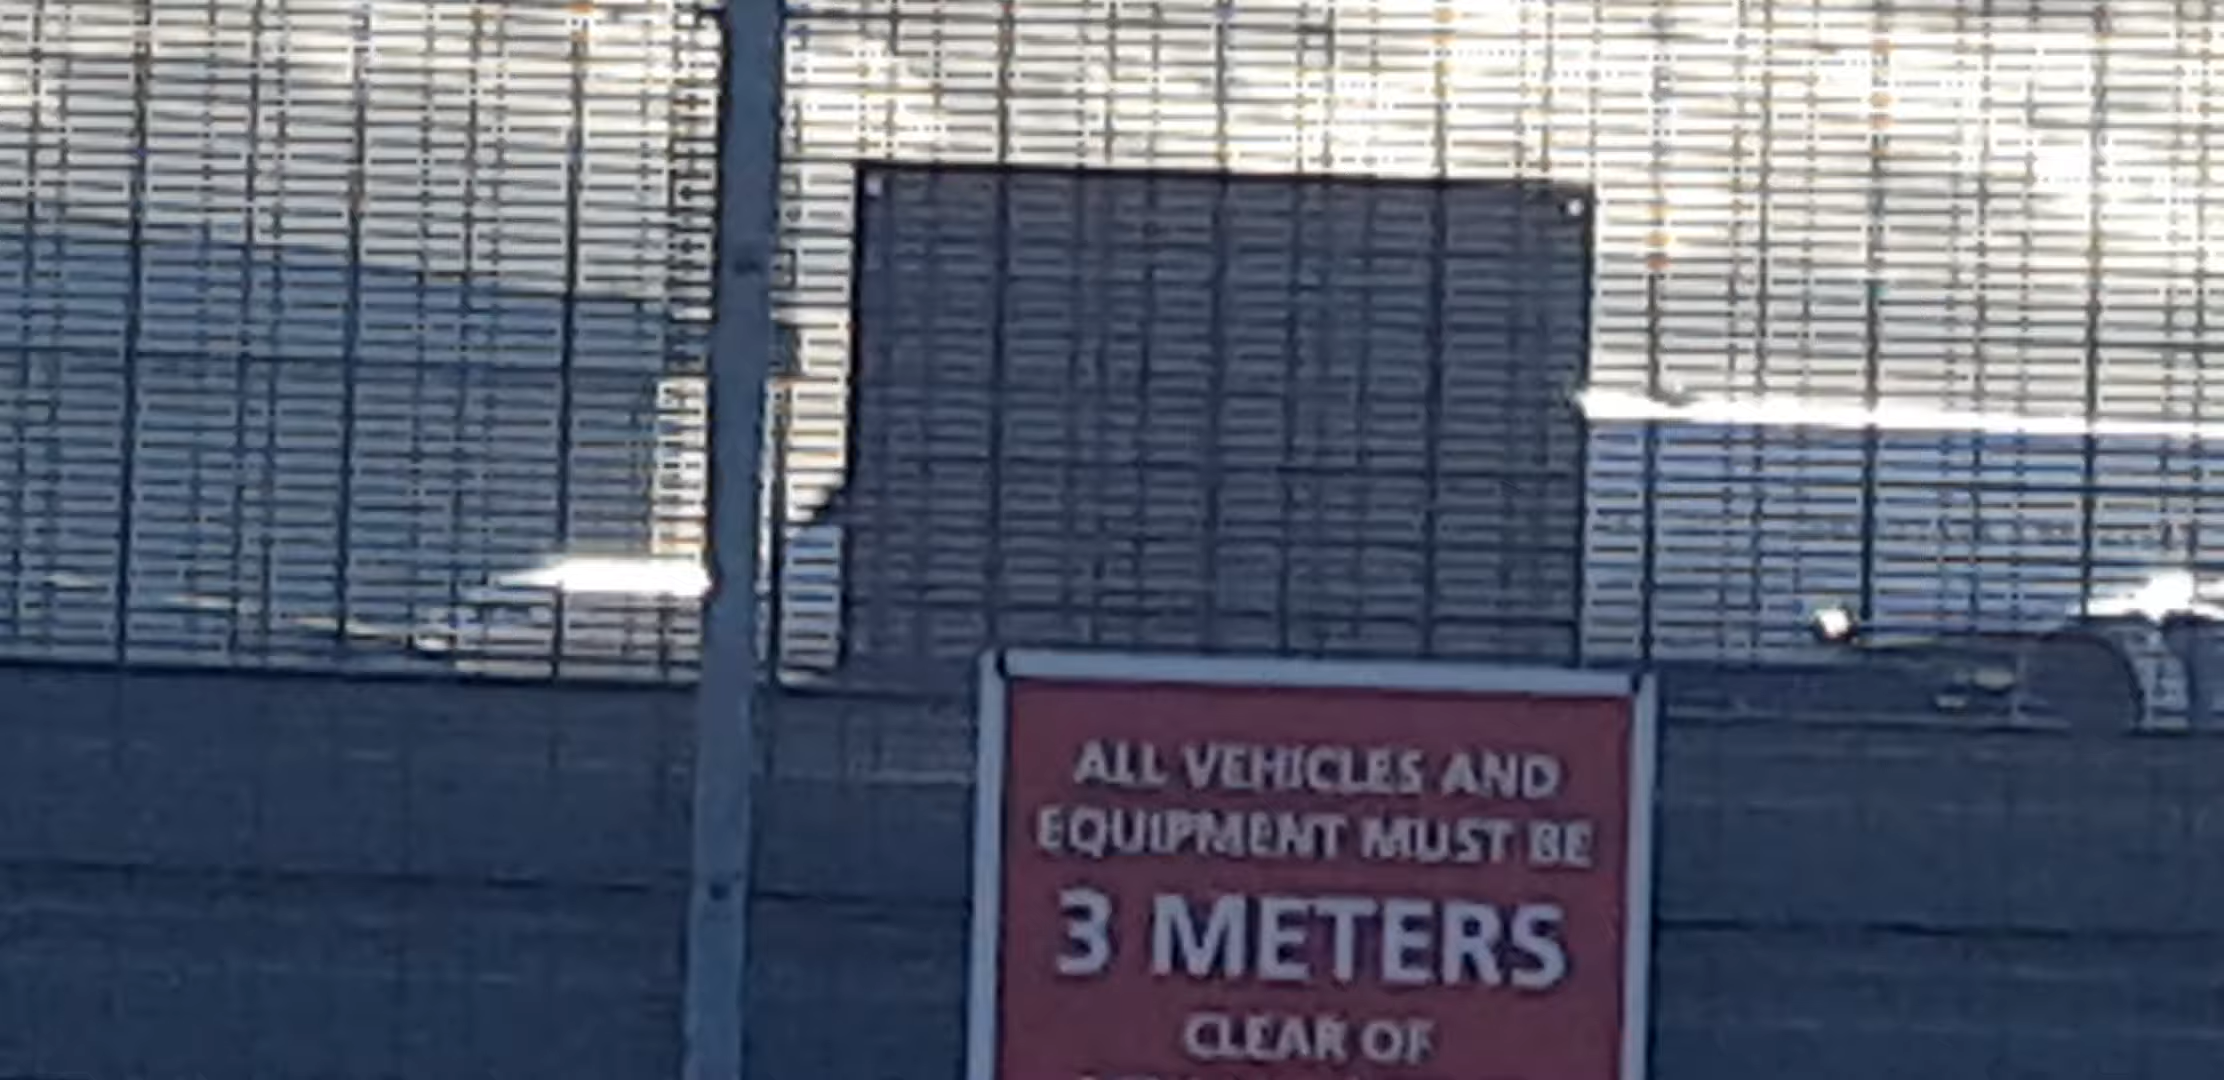 ALL VEHICLES AND
EQUIPMENT MUST BE
3 METERS
CLEAR OF